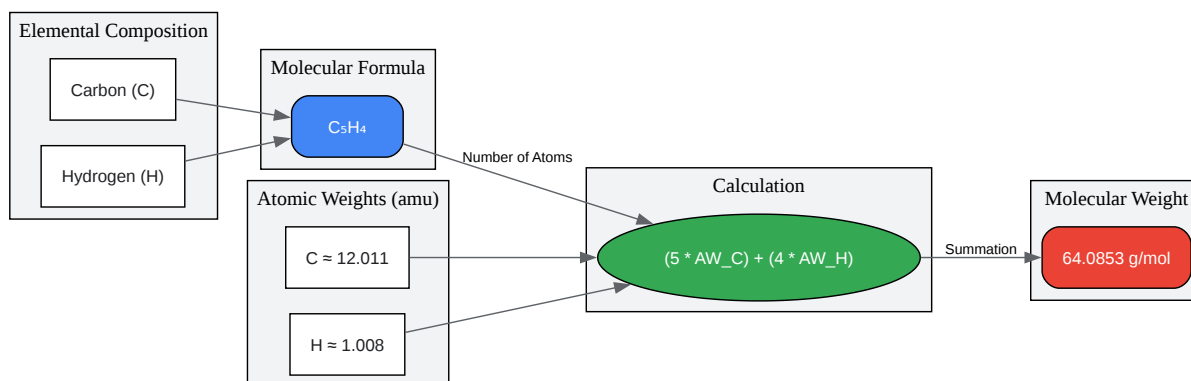 Elemental Composition
Carbon (C)
Hydrogen (H)
Molecular Formula
C₅H₄
Number of Atoms
Atomic Weights (amu)
C ≈ 12.011
H ≈ 1.008
Calculation
(5 * AW_C) + (4 * AW_H)
Summation
Molecular Weight
64.0853 g/mol